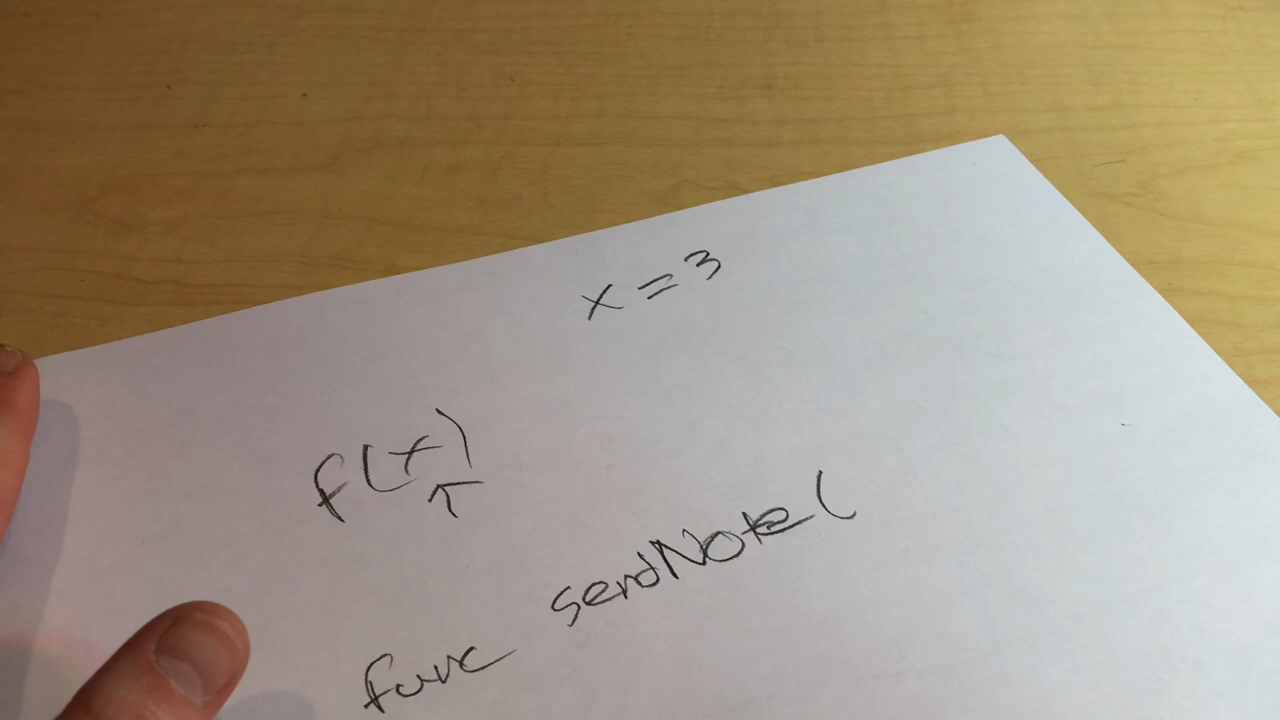 x = 3
f(x)
↑
func sendNote(